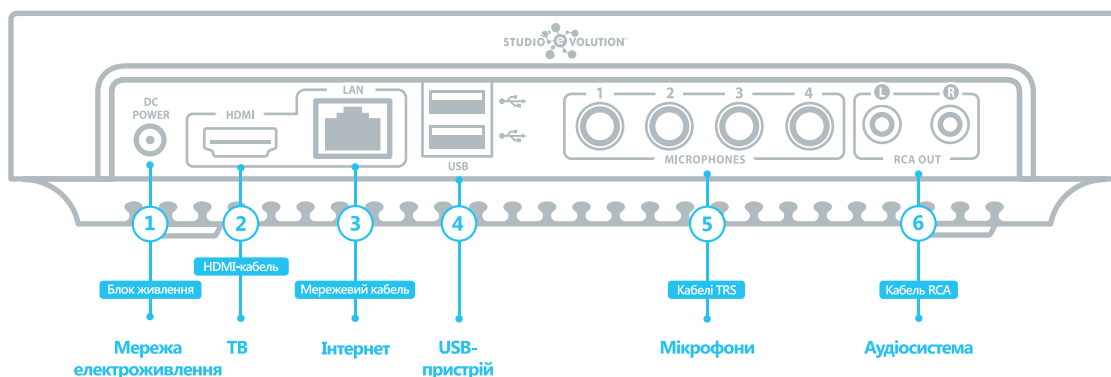 STUDIO eVOLUTION™
DC
POWER
HDMI
LAN
USB
1 2 3 4
MICROPHONES
L R
RCA OUT
1 2 3 4 5 6
HDMI-кабель
Блок живлення
Мережевий кабель
Кабелі TRS
Кабель RCA
Мережа
електроживлення
ТВ
Інтернет
USB-
пристрій
Мікрофони
Аудіосистема